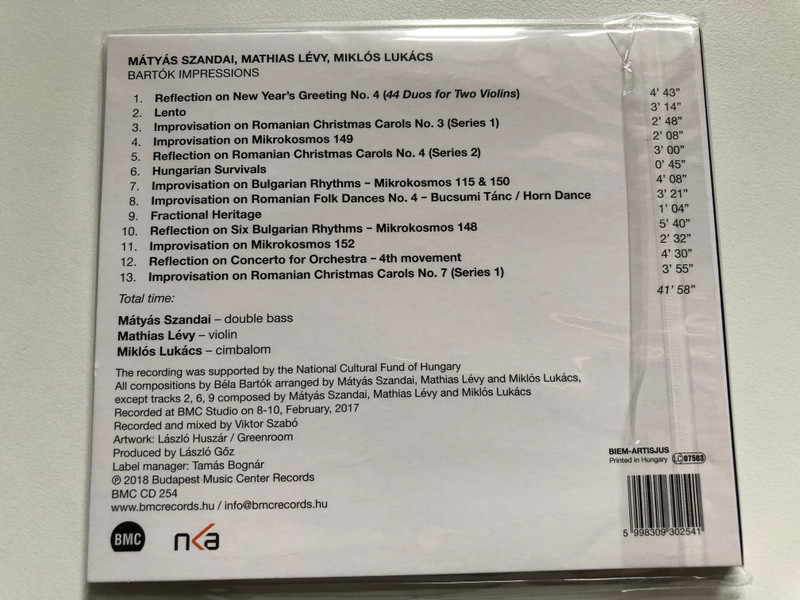 MÁTYÁS SZANDAI, MATHIAS LÉVY, MIKLÓS LUKÁCS
BARTÓK IMPRESSIONS
1. Reflection on New Year's Greeting No. 4 (44 Duos for Two Violins) 4' 43"
2. Lento 3' 14"
3. Improvisation on Romanian Christmas Carols No. 3 (Series 1) 2' 48"
4. Improvisation on Mikrokosmos 149 2' 08"
5. Reflection on Romanian Christmas Carols No. 4 (Series 2) 3' 00"
6. Hungarian Survivals 0' 45"
7. Improvisation on Bulgarian Rhythms – Mikrokosmos 115 & 150 4' 08"
8. Improvisation on Romanian Folk Dances No. 4 – Bucsumi Tánc / Horn Dance 3' 21"
9. Fractional Heritage 1' 04"
10. Reflection on Six Bulgarian Rhythms – Mikrokosmos 148 5' 40"
11. Improvisation on Mikrokosmos 152 2' 32"
12. Reflection on Concerto for Orchestra – 4th movement 4' 30"
13. Improvisation on Romanian Christmas Carols No. 7 (Series 1) 3' 55"
Total time: 41' 58"
Mátyás Szandai – double bass
Mathias Lévy – violin
Miklós Lukács – cimbalom
The recording was supported by the National Cultural Fund of Hungary
All compositions by Béla Bartók arranged by Mátyás Szandai, Mathias Lévy and Miklós Lukács,
except tracks 2, 6, 9 composed by Mátyás Szandai, Mathias Lévy and Miklós Lukács
Recorded at BMC Studio on 8-10, February, 2017
Recorded and mixed by Viktor Szabó
Artwork: László Huszár / Greenroom
Produced by László Gőz
Label manager: Tamás Bognár
℗ 2018 Budapest Music Center Records
BMC CD 254
www.bmcrecords.hu / info@bmcrecords.hu
BMC nka
BIEM-ARTISJUS
Printed in Hungary LC 07503
5 998309 302541